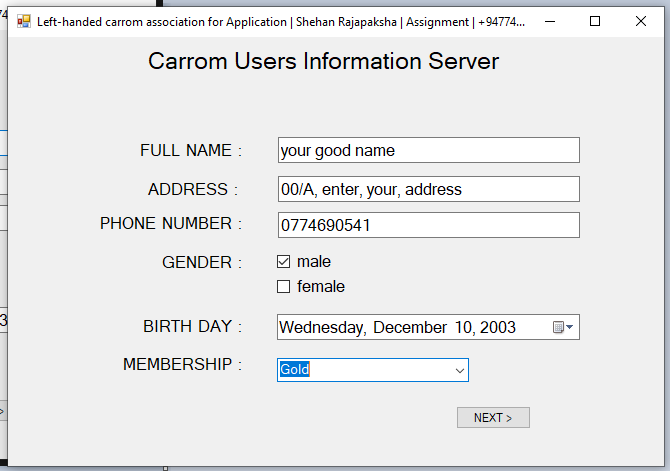 Left-handed carrom association for Application | Shehan Rajapaksha | Assignment | +94774...
Carrom Users Information Server
FULL NAME : your good name
ADDRESS : 00/A, enter, your, address
PHONE NUMBER : 0774690541
GENDER : male
female
BIRTH DAY : Wednesday, December 10, 2003
MEMBERSHIP : Gold
NEXT >